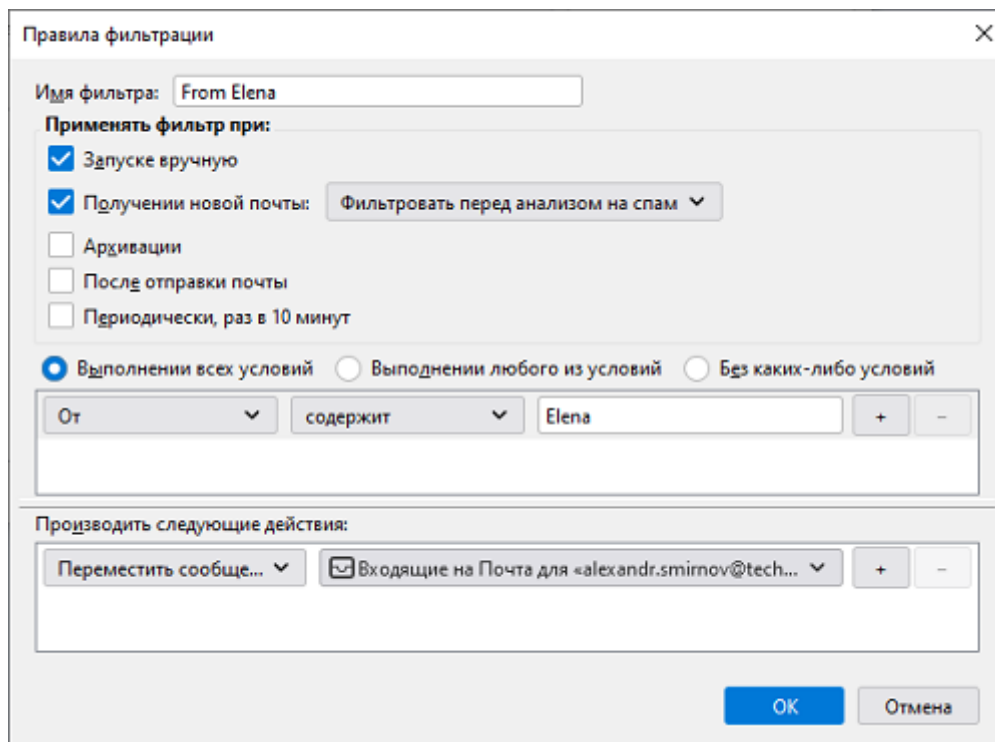 Правила фильтрации
Имя фильтра: From Elena
Применять фильтр при:
Запуске вручную
Получении новой почты: Фильтровать перед анализом на спам
Архивации
После отправки почты
Периодически, раз в 10 минут
Выполнении всех условий Выполнении любого из условий Без каких-либо условий
От содержит Elena + −
Производить следующие действия:
Переместить сообще... Входящие на Почта для «alexandr.smirnov@tech... + −
ОК Отмена